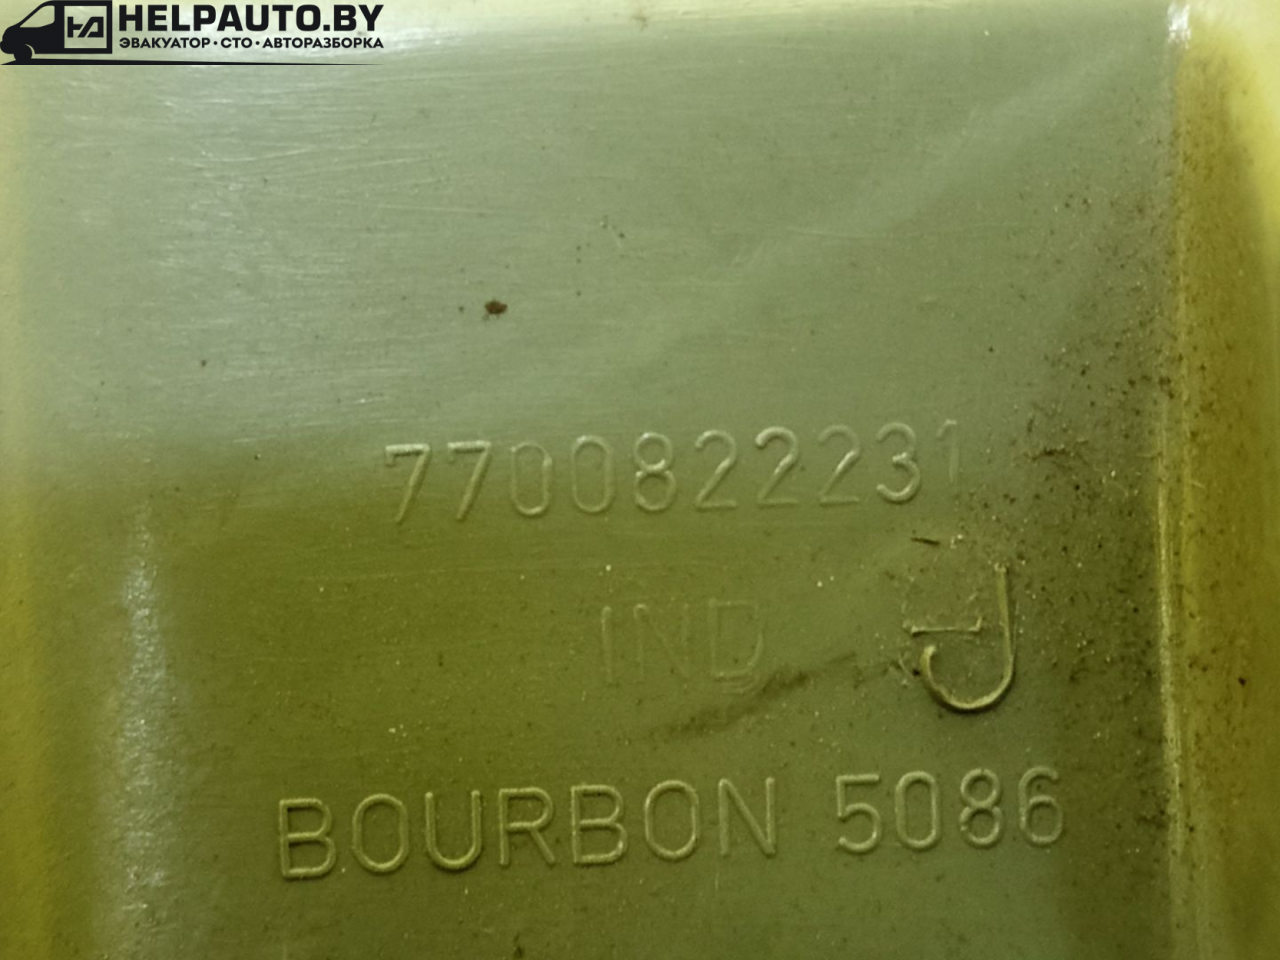 HELPAUTO.BY
ЭВАКУАТОР • СТО • АВТОРАЗБОРКА
7700822231
IND J
BOURBON 5086